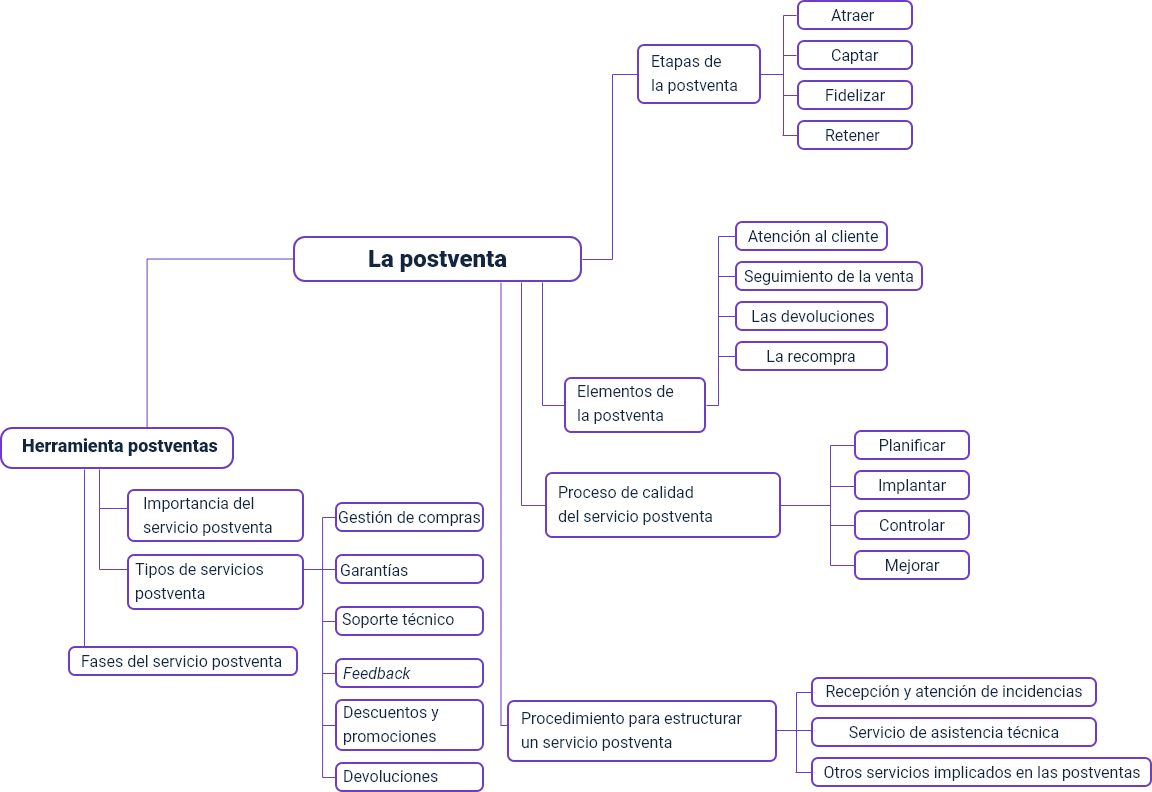 La postventa
Etapas de
la postventa
Atraer
Captar
Fidelizar
Retener
Elementos de
la postventa
Atención al cliente
Seguimiento de la venta
Las devoluciones
La recompra
Proceso de calidad
del servicio postventa
Planificar
Implantar
Controlar
Mejorar
Procedimiento para estructurar
un servicio postventa
Recepción y atención de incidencias
Servicio de asistencia técnica
Otros servicios implicados en las postventas
Herramienta postventas
Importancia del
servicio postventa
Tipos de servicios
postventa
Gestión de compras
Garantías
Soporte técnico
Feedback
Descuentos y
promociones
Devoluciones
Fases del servicio postventa